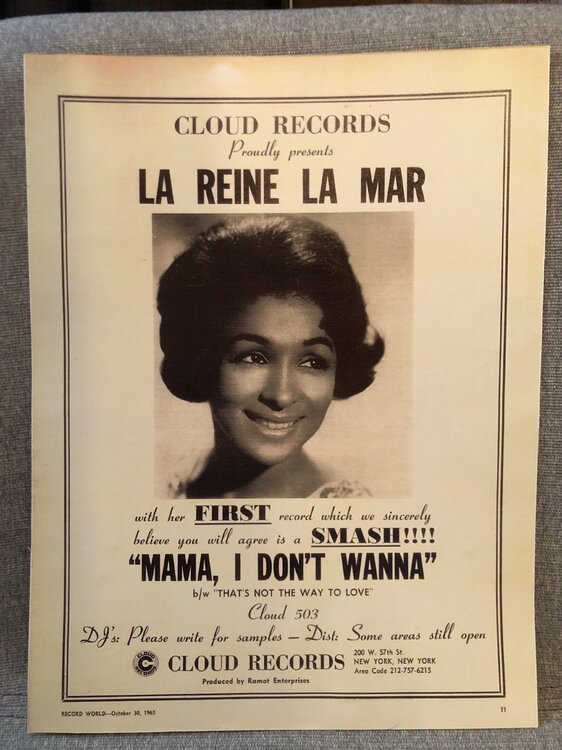 CLOUD RECORDS
Proudly presents
LA REINE LA MAR
with her FIRST record which we sincerely
believe you will agree is a SMASH!!!!
"MAMA, I DON'T WANNA"
b/w "THAT'S NOT THE WAY TO LOVE"
Cloud 503
DJ's: Please write for samples — Dist: Some areas still open
CLOUD RECORDS
200 W. 57th St.
NEW YORK, NEW YORK
Area Code 212-757-6215
Produced by Ramot Enterprises
RECORD WORLD—October 30, 1965
11